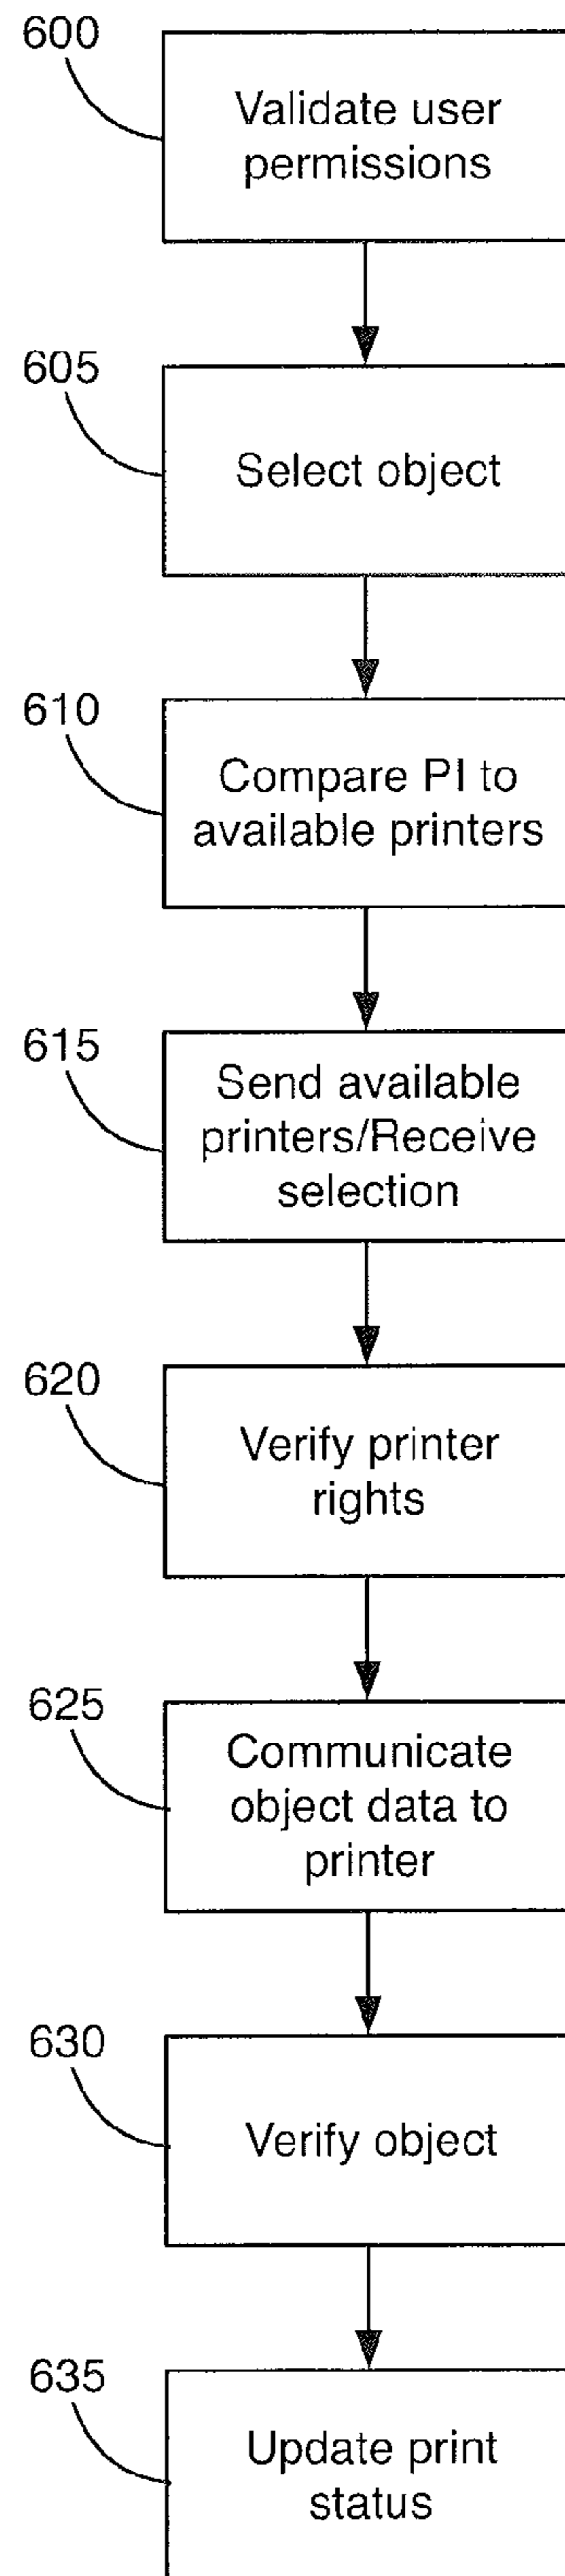 600
Validate user
permissions
605
Select object
610
Compare PI to
available printers
615
Send available
printers/Receive
selection
620
Verify printer
rights
625
Communicate
object data to
printer
630
Verify object
635
Update print
status